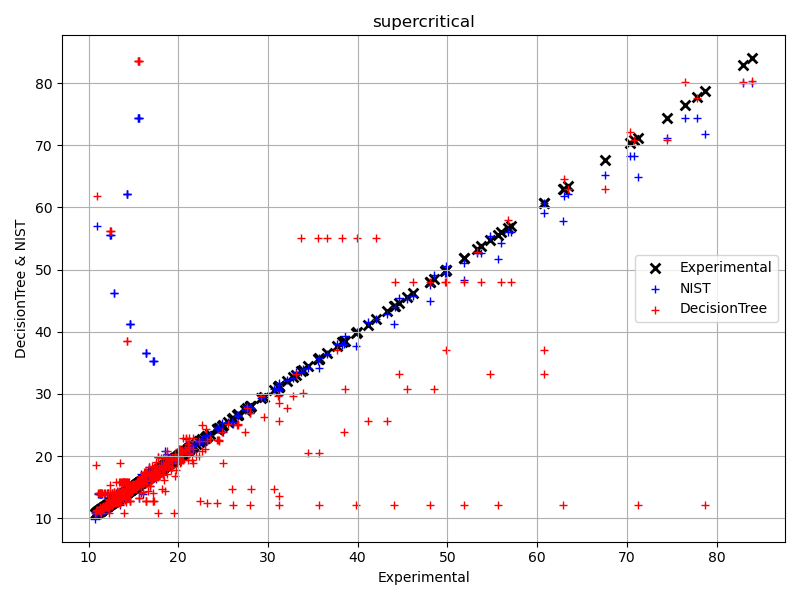 supercritical
80
70
60
50
40
30
20
10
DecisionTree & NIST
Experimental
NIST
DecisionTree
10 20 30 40 50 60 70 80
Experimental